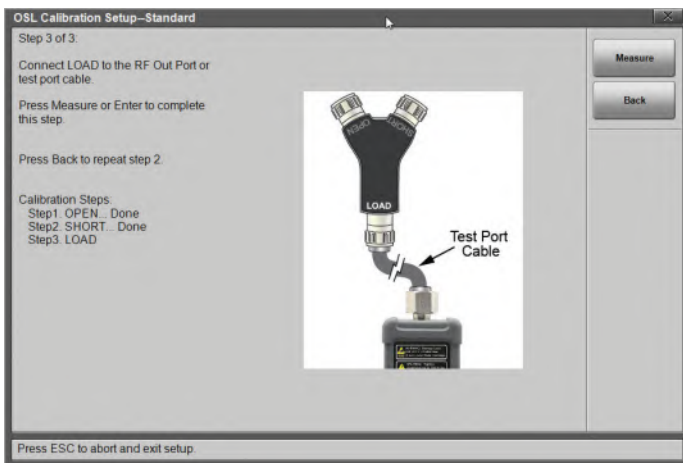 OSL Calibration Setup--Standard
Step 3 of 3:
Connect LOAD to the RF Out Port or
test port cable.
Press Measure or Enter to complete
this step.
Press Back to repeat step 2.
Calibration Steps.
Step1. OPEN... Done
Step2. SHORT... Done
Step3. LOAD
OPEN
SHORT
LOAD
Test Port
Cable
Measure
Back
Press ESC to abort and exit setup.